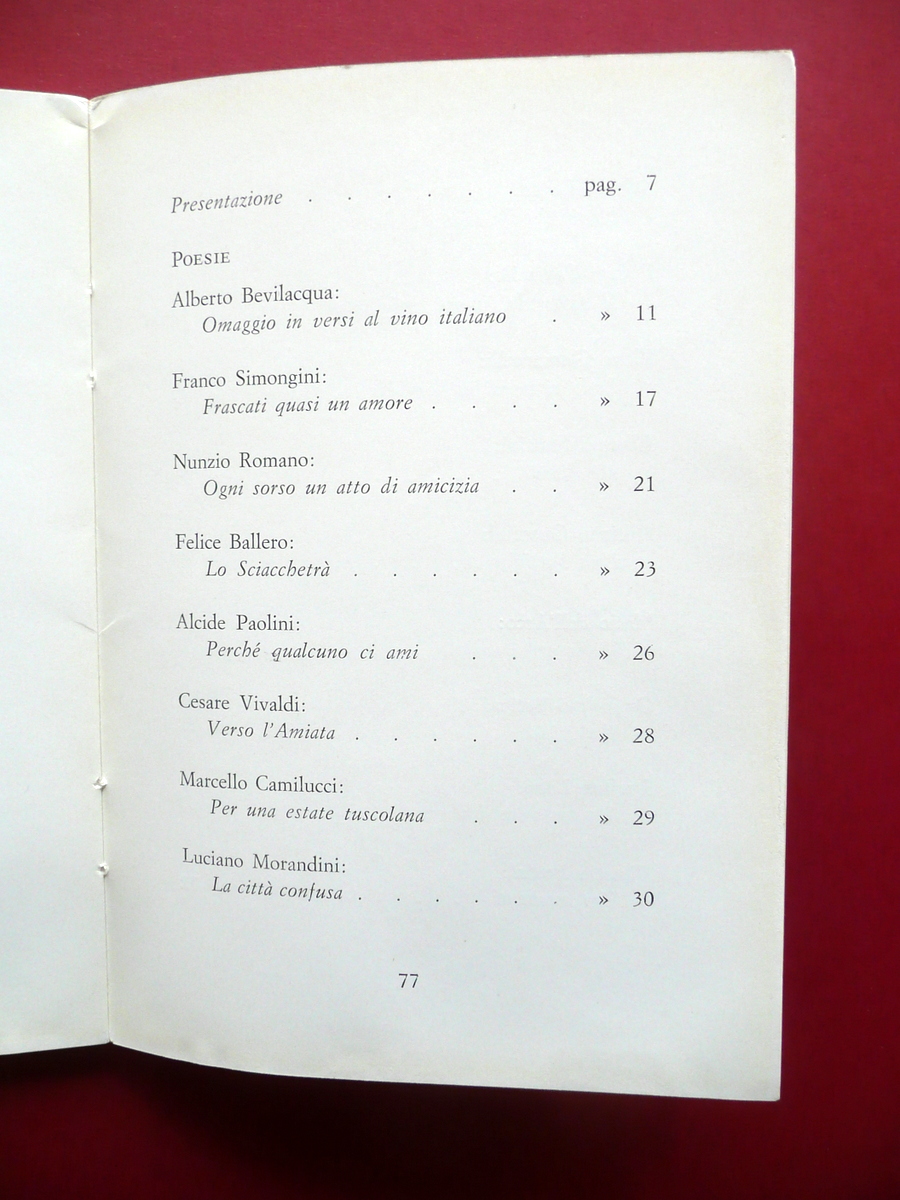 Presentazione . . . . . . . pag. 7
POESIE
Alberto Bevilacqua:
Omaggio in versi al vino italiano . » 11
Franco Simongini:
Frascati quasi un amore . . . . » 17
Nunzio Romano:
Ogni sorso un atto di amicizia . . » 21
Felice Ballero:
Lo Sciacchetrà . . . . . . » 23
Alcide Paolini:
Perché qualcuno ci ami . . . » 26
Cesare Vivaldi:
Verso l'Amiata . . . . . . » 28
Marcello Camilucci:
Per una estate tuscolana . . . » 29
Luciano Morandini:
La città confusa . . . . . . » 30
77